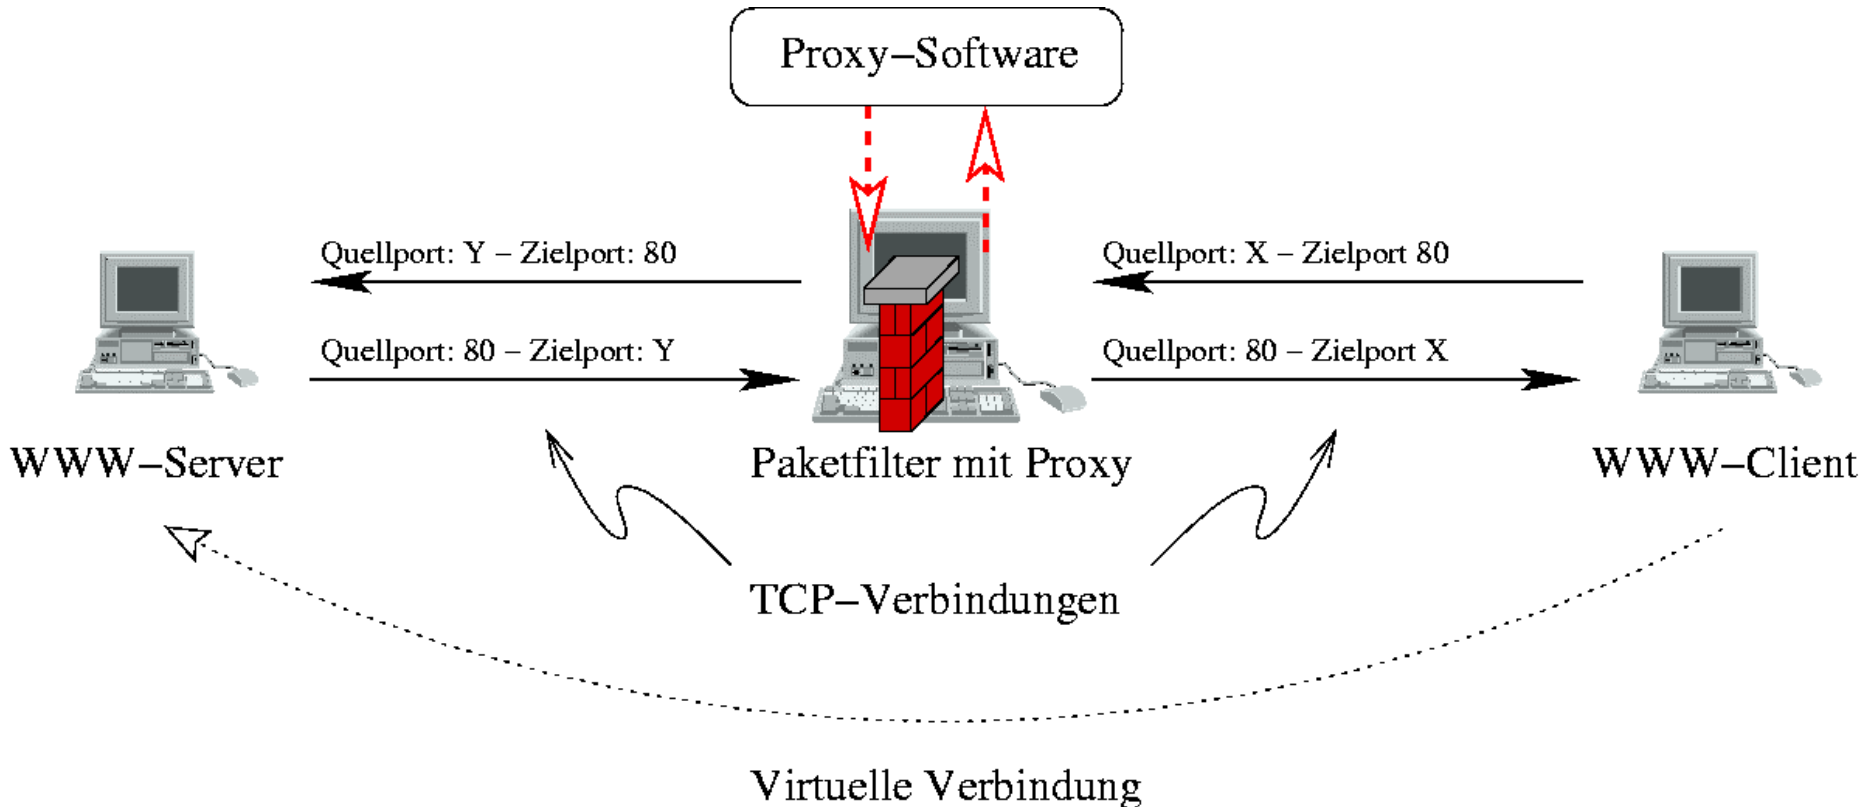 Proxy–Software
Quellport: Y – Zielport: 80
Quellport: X – Zielport 80
Quellport: 80 – Zielport: Y
Quellport: 80 – Zielport X
WWW–Server
Paketfilter mit Proxy
WWW–Client
TCP–Verbindungen
Virtuelle Verbindung